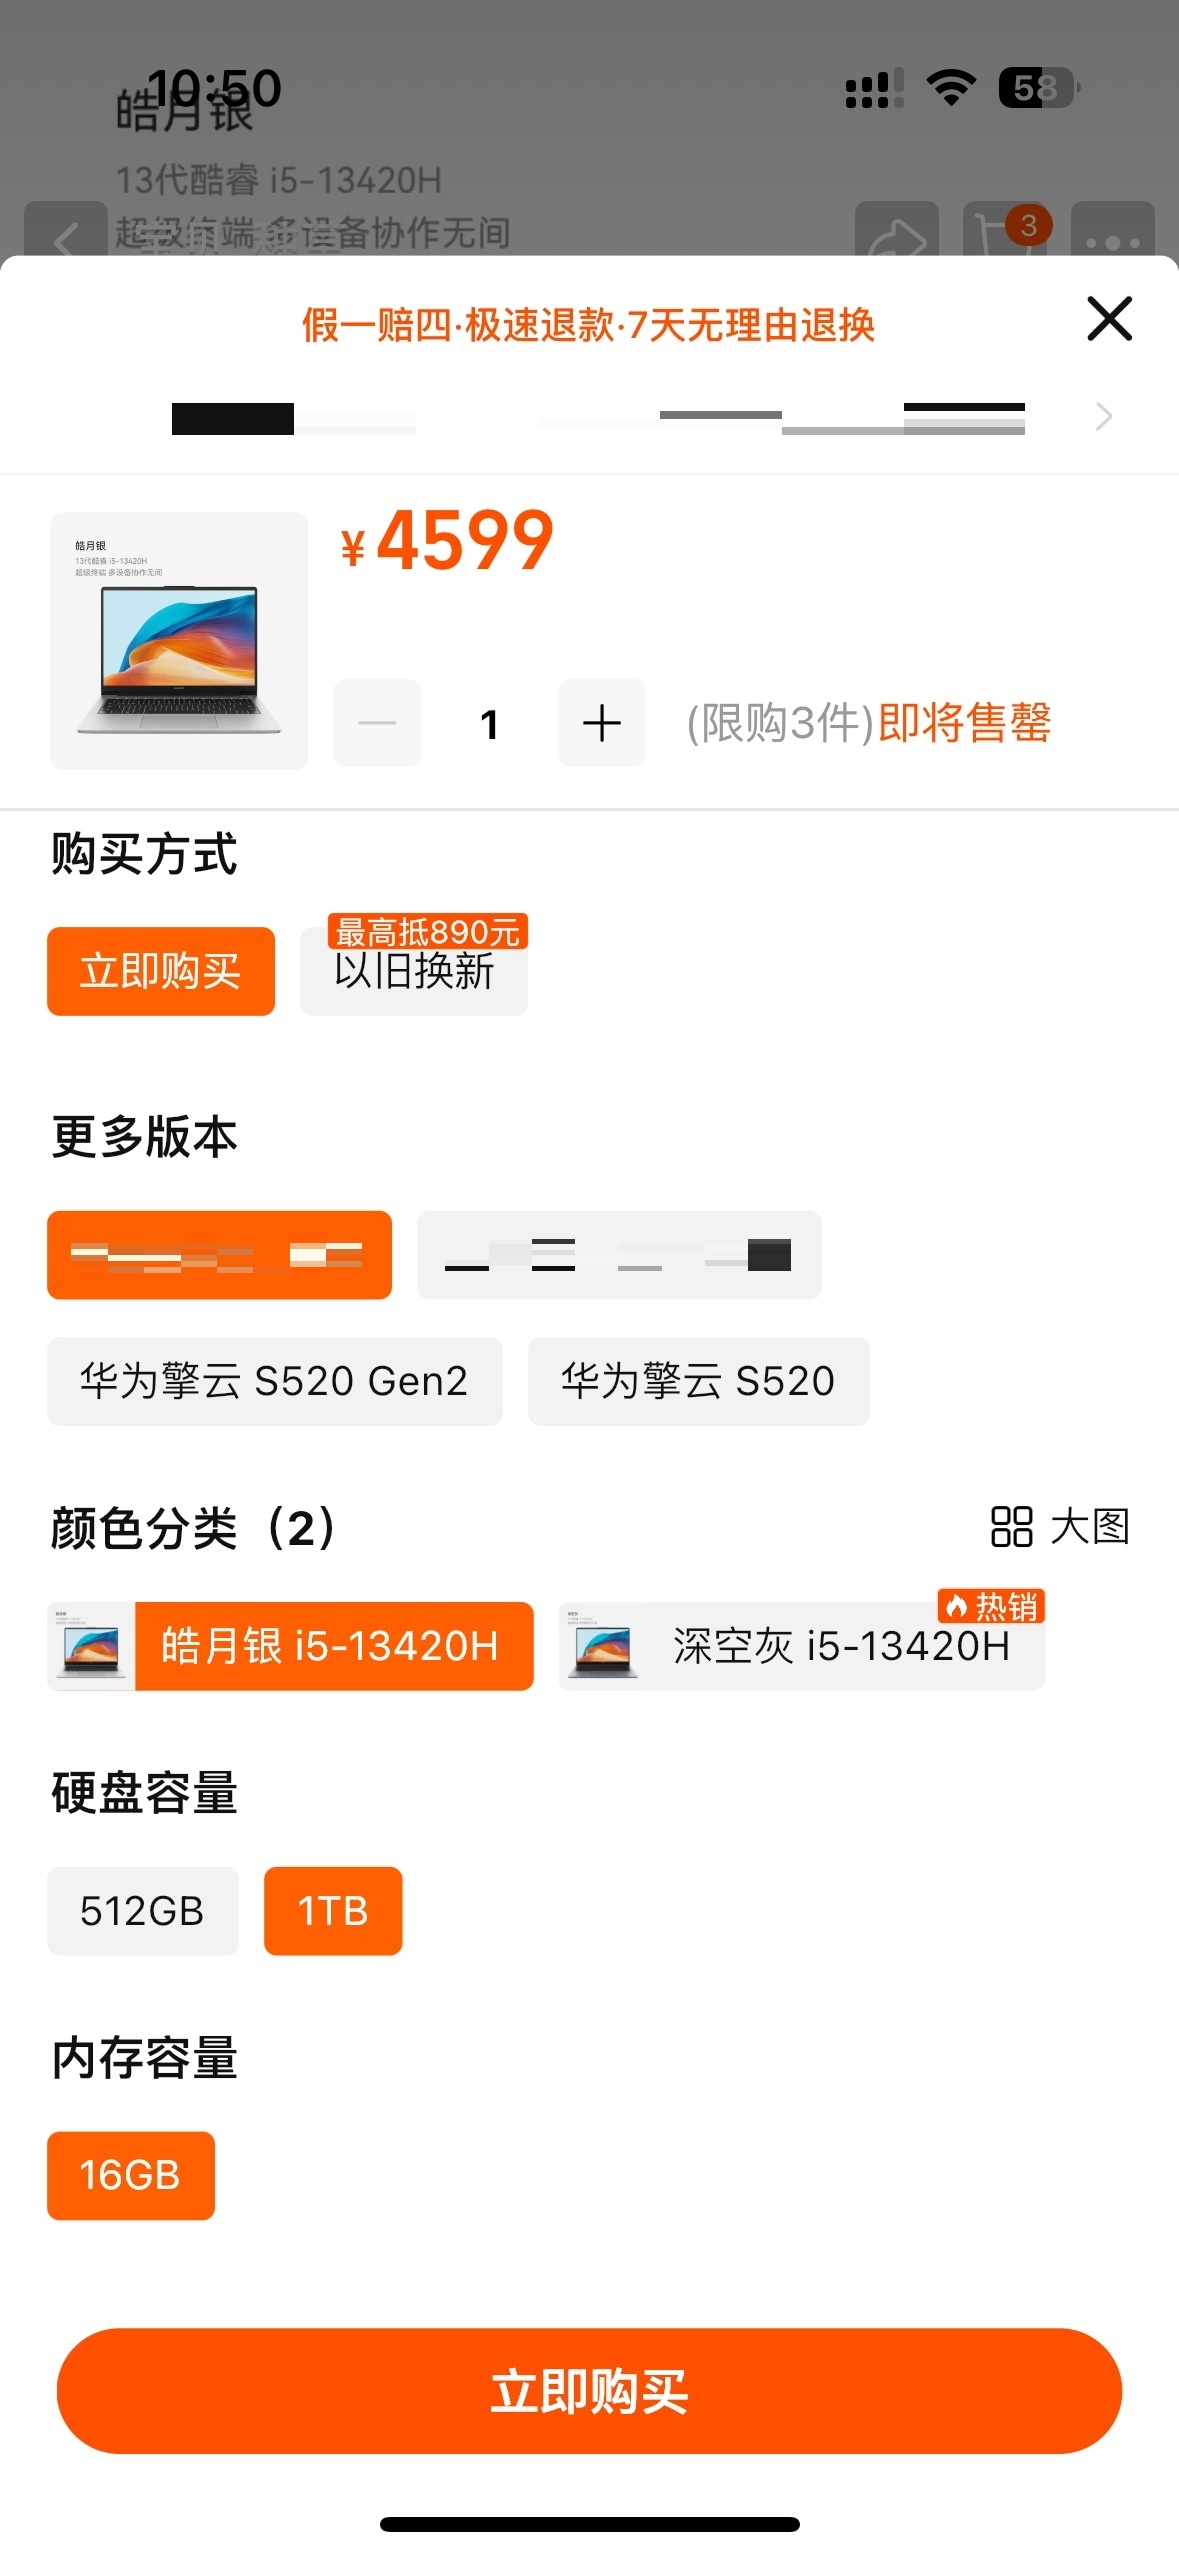 10:50
58
皓月银
13代酷睿 i5-13420H
超级终端 多设备协作无间
3
假一赔四·极速退款·7天无理由退换
皓月银
13代酷睿 i5-13420H
超级终端 多设备协作无间
¥4599
1
(限购3件)即将售罄
购买方式
最高抵890元
立即购买
以旧换新
更多版本
华为擎云 S520 Gen2
华为擎云 S520
颜色分类（2）
大图
热销
皓月银 i5-13420H
深空灰 i5-13420H
硬盘容量
512GB
1TB
内存容量
16GB
立即购买